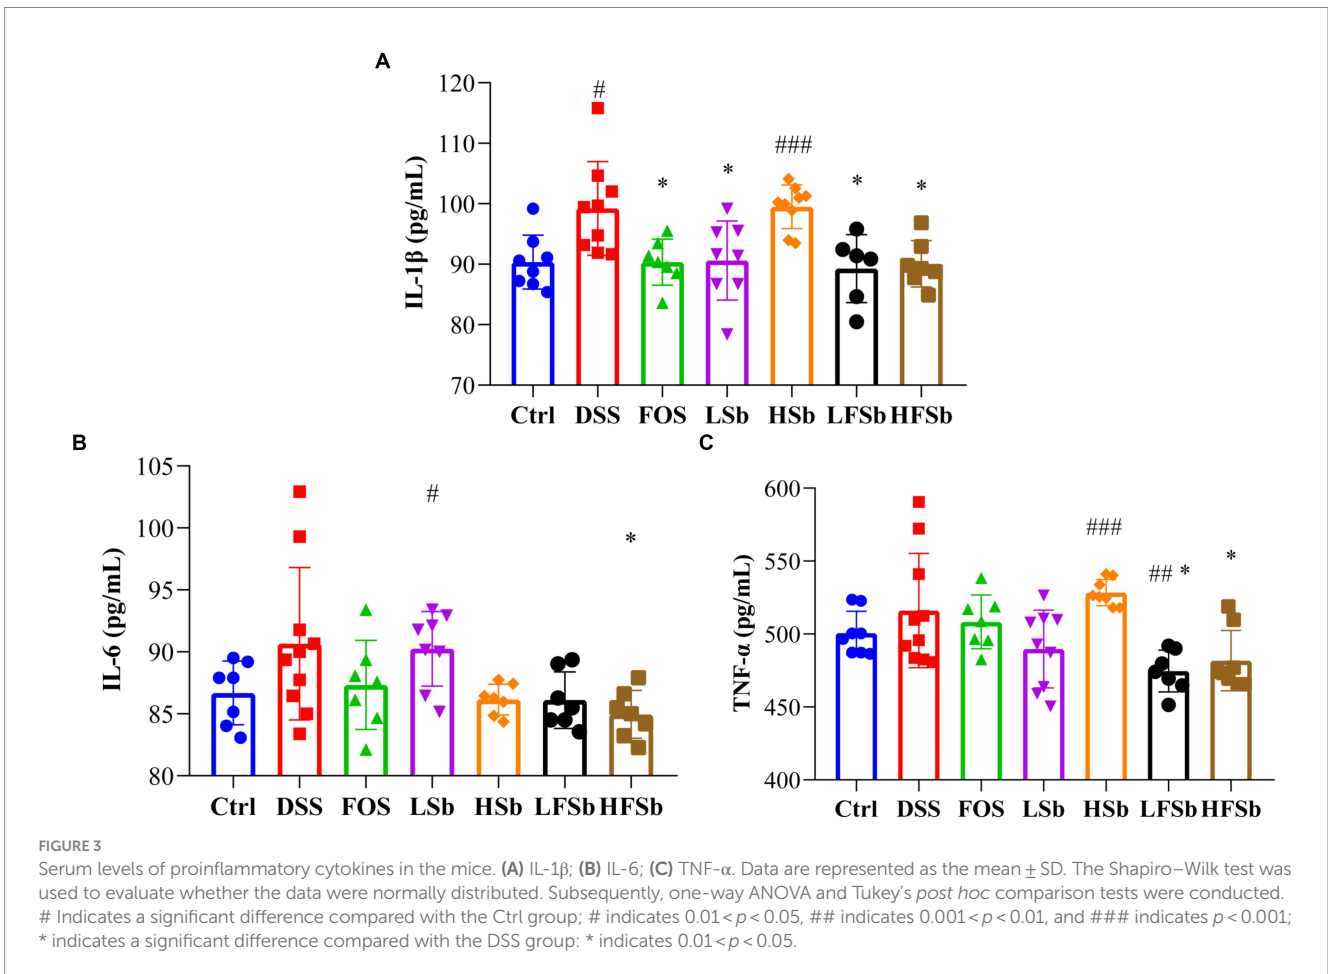 A
120
110
100
90
80
70
IL-1β (pg/mL)
#
*
*
###
*
*
Ctrl DSS FOS LSb HSb LFSb HFSb
B
105
100
95
90
85
80
IL-6 (pg/mL)
#
*
Ctrl DSS FOS LSb HSb LFSb HFSb
C
600
550
500
450
400
TNF-α (pg/mL)
###
## *
*
Ctrl DSS FOS LSb HSb LFSb HFSb
FIGURE 3
Serum levels of proinflammatory cytokines in the mice. (A) IL-1β; (B) IL-6; (C) TNF-α. Data are represented as the mean ± SD. The Shapiro–Wilk test was
used to evaluate whether the data were normally distributed. Subsequently, one-way ANOVA and Tukey's post hoc comparison tests were conducted.
# Indicates a significant difference compared with the Ctrl group; # indicates 0.01 < p < 0.05, ## indicates 0.001 < p < 0.01, and ### indicates p < 0.001;
* indicates a significant difference compared with the DSS group: * indicates 0.01 < p < 0.05.